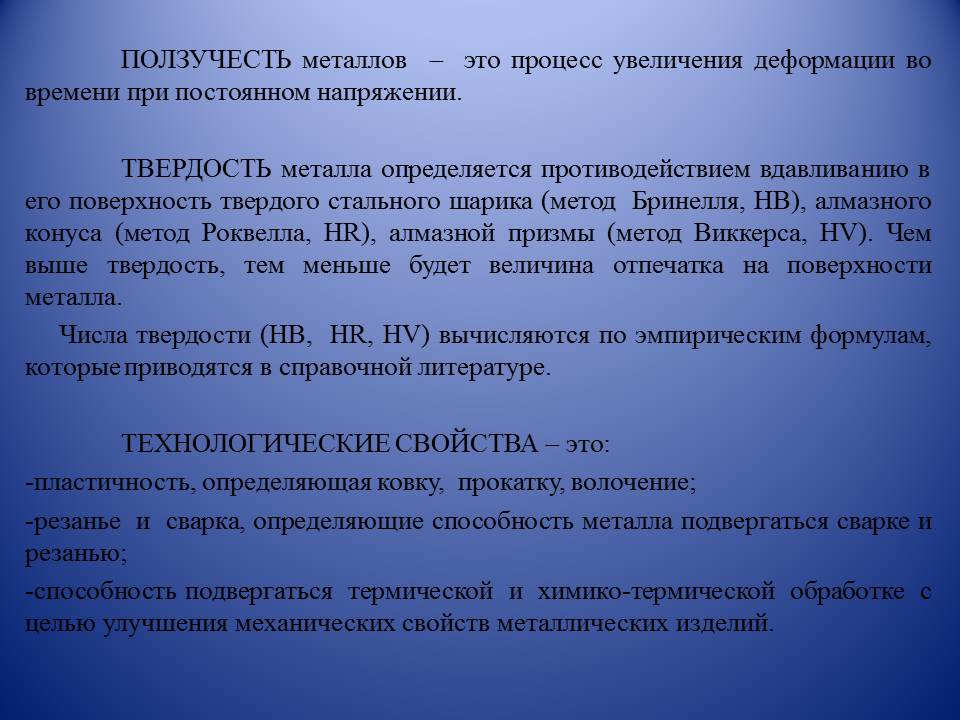 ПОЛЗУЧЕСТЬ металлов – это процесс увеличения деформации во
времени при постоянном напряжении.
ТВЕРДОСТЬ металла определяется противодействием вдавливанию в
его поверхность твердого стального шарика (метод Бринелля, НВ), алмазного
конуса (метод Роквелла, HR), алмазной призмы (метод Виккерса, HV). Чем
выше твердость, тем меньше будет величина отпечатка на поверхности
металла.
Числа твердости (НВ, HR, HV) вычисляются по эмпирическим формулам,
которые приводятся в справочной литературе.
ТЕХНОЛОГИЧЕСКИЕ СВОЙСТВА – это:
-пластичность, определяющая ковку, прокатку, волочение;
-резанье и сварка, определяющие способность металла подвергаться сварке и
резанью;
-способность подвергаться термической и химико-термической обработке с
целью улучшения механических свойств металлических изделий.